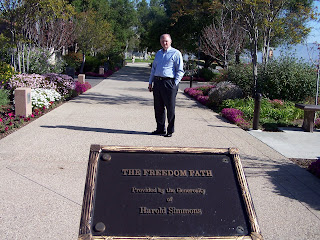 THE FREEDOM PATH
Provided by the Generosity
of
Harold Simmons